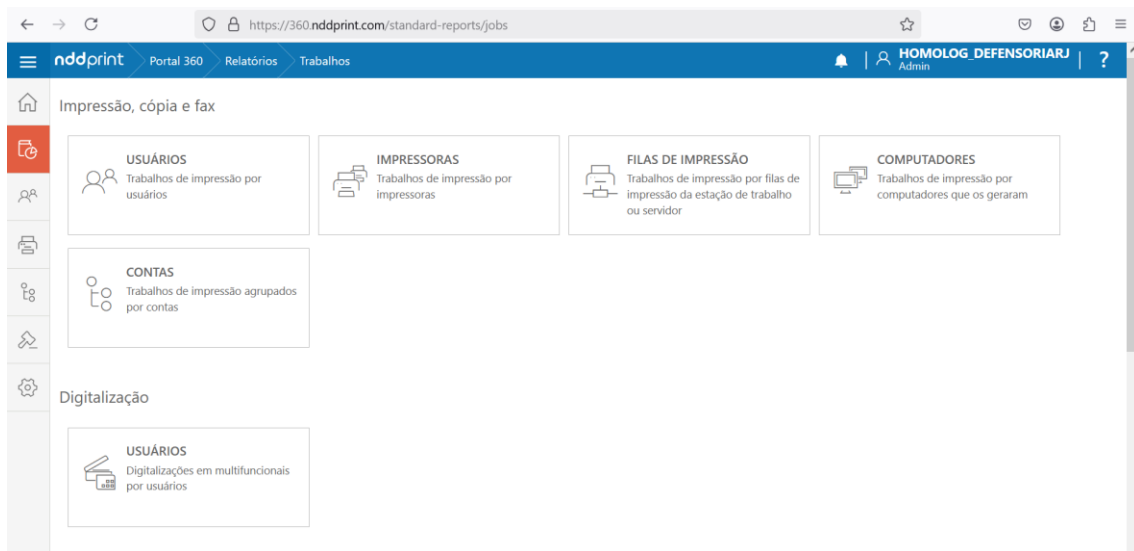 https://360.nddprint.com/standard-reports/jobs
nddprint Portal 360 Relatórios Trabalhos HOMOLOG_DEFENSORIARJ ?
Admin
Impressão, cópia e fax
USUÁRIOS
Trabalhos de impressão por
usuários
IMPRESSORAS
Trabalhos de impressão por
impressoras
FILAS DE IMPRESSÃO
Trabalhos de impressão por filas de
impressão da estação de trabalho
ou servidor
COMPUTADORES
Trabalhos de impressão por
computadores que os geraram
CONTAS
Trabalhos de impressão agrupados
por contas
Digitalização
USUÁRIOS
Digitalizações em multifuncionais
por usuários